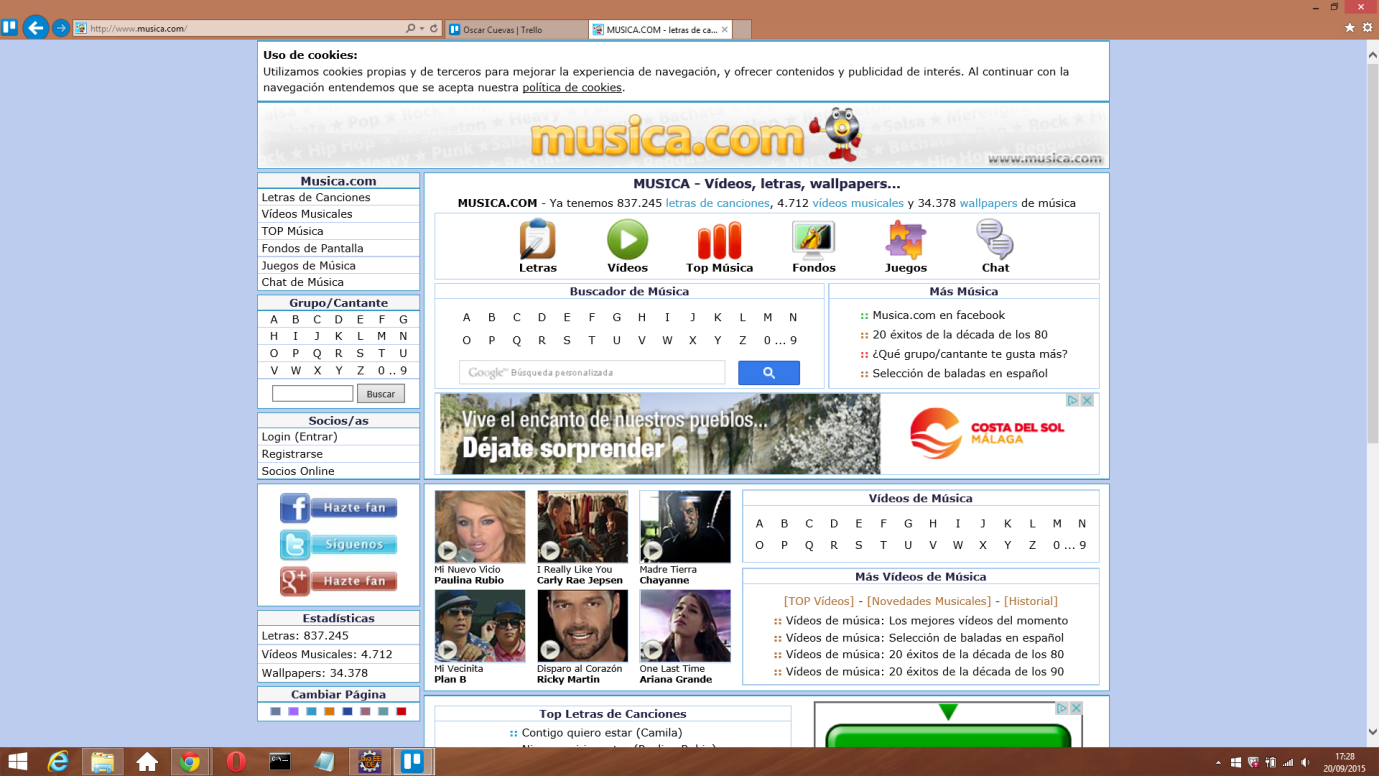 http://www.musica.com/
Oscar Cuevas | Trello
MUSICA.COM - letras de ca...
Uso de cookies:
Utilizamos cookies propias y de terceros para mejorar la experiencia de navegación, y ofrecer contenidos y publicidad de interés. Al continuar con la
navegación entendemos que se acepta nuestra política de cookies.
musica.com
www.musica.com
Musica.com
Letras de Canciones
Vídeos Musicales
TOP Música
Fondos de Pantalla
Juegos de Música
Chat de Música
Grupo/Cantante
A B C D E F G
H I J K L M N
O P Q R S T U
V W X Y Z 0 .. 9
Buscar
Socios/as
Login (Entrar)
Registrarse
Socios Online
Hazte fan
Síguenos
Hazte fan
Estadísticas
Letras: 837.245
Vídeos Musicales: 4.712
Wallpapers: 34.378
Cambiar Página
MUSICA - Vídeos, letras, wallpapers...
MUSICA.COM - Ya tenemos 837.245 letras de canciones, 4.712 vídeos musicales y 34.378 wallpapers de música
Letras Vídeos Top Música Fondos Juegos Chat
Buscador de Música
A B C D E F G H I J K L M N
O P Q R S T U V W X Y Z 0 ... 9
Google™ Búsqueda personalizada
Más Música
Musica.com en facebook
20 éxitos de la década de los 80
¿Qué grupo/cantante te gusta más?
Selección de baladas en español
Vive el encanto de nuestros pueblos...
Déjate sorprender
COSTA DEL SOL
MÁLAGA
Mi Nuevo Vicio
Paulina Rubio
I Really Like You
Carly Rae Jepsen
Madre Tierra
Chayanne
Mi Vecinita
Plan B
Disparo al Corazón
Ricky Martin
One Last Time
Ariana Grande
Vídeos de Música
A B C D E F G H I J K L M N
O P Q R S T U V W X Y Z 0 ... 9
Más Vídeos de Música
[TOP Vídeos] - [Novedades Musicales] - [Historial]
Vídeos de música: Los mejores vídeos del momento
Vídeos de música: Selección de baladas en español
Vídeos de música: 20 éxitos de la década de los 80
Vídeos de música: 20 éxitos de la década de los 90
Top Letras de Canciones
Contigo quiero estar (Camila)
17:28
20/09/2015